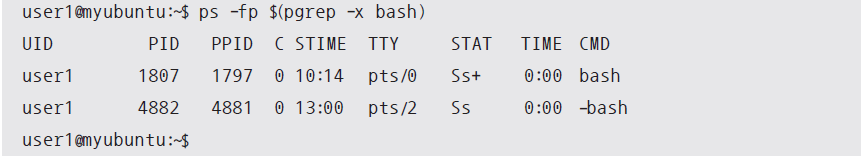 user1@myubuntu:~$ ps -fp $(pgrep -x bash)
UID PID PPID C STIME TTY STAT TIME CMD
user1 1807 1797 0 10:14 pts/0 Ss+ 0:00 bash
user1 4882 4881 0 13:00 pts/2 Ss 0:00 -bash
user1@myubuntu:~$